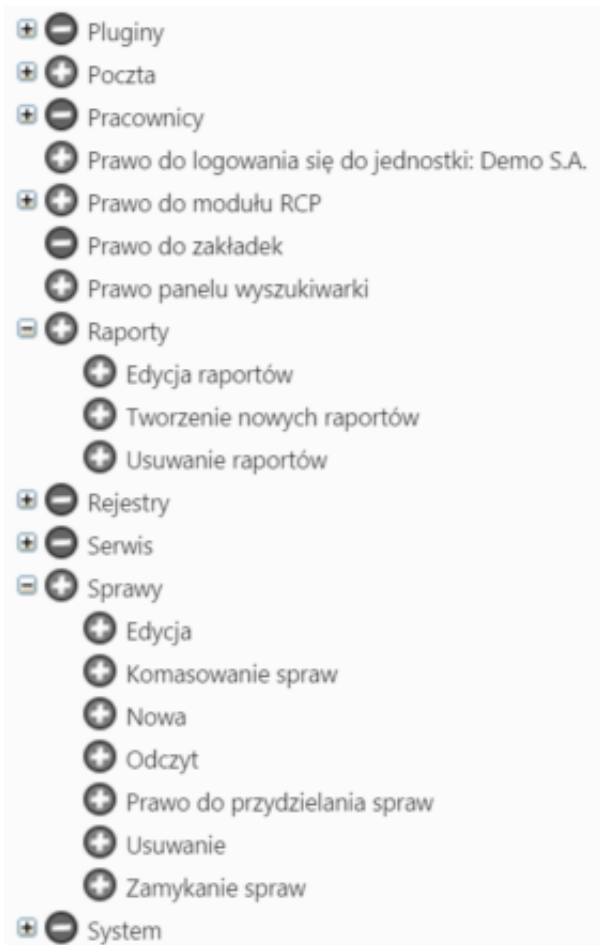 Pluginy
Poczta
Pracownicy
Prawo do logowania się do jednostki: Demo S.A.
Prawo do modułu RCP
Prawo do zakładek
Prawo panelu wyszukiwarki
Raporty
Edycja raportów
Tworzenie nowych raportów
Usuwanie raportów
Rejestry
Serwis
Sprawy
Edycja
Komasowanie spraw
Nowa
Odczyt
Prawo do przydzielania spraw
Usuwanie
Zamykanie spraw
System